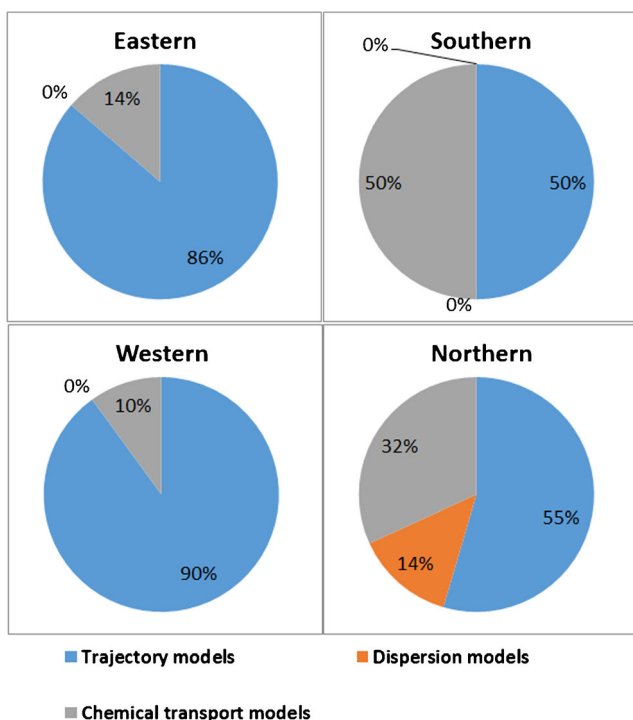 Eastern
0%
14%
86%
Southern
0%
50%
50%
0%
Western
0%
10%
90%
Northern
32%
55%
14%
Trajectory models
Dispersion models
Chemical transport models